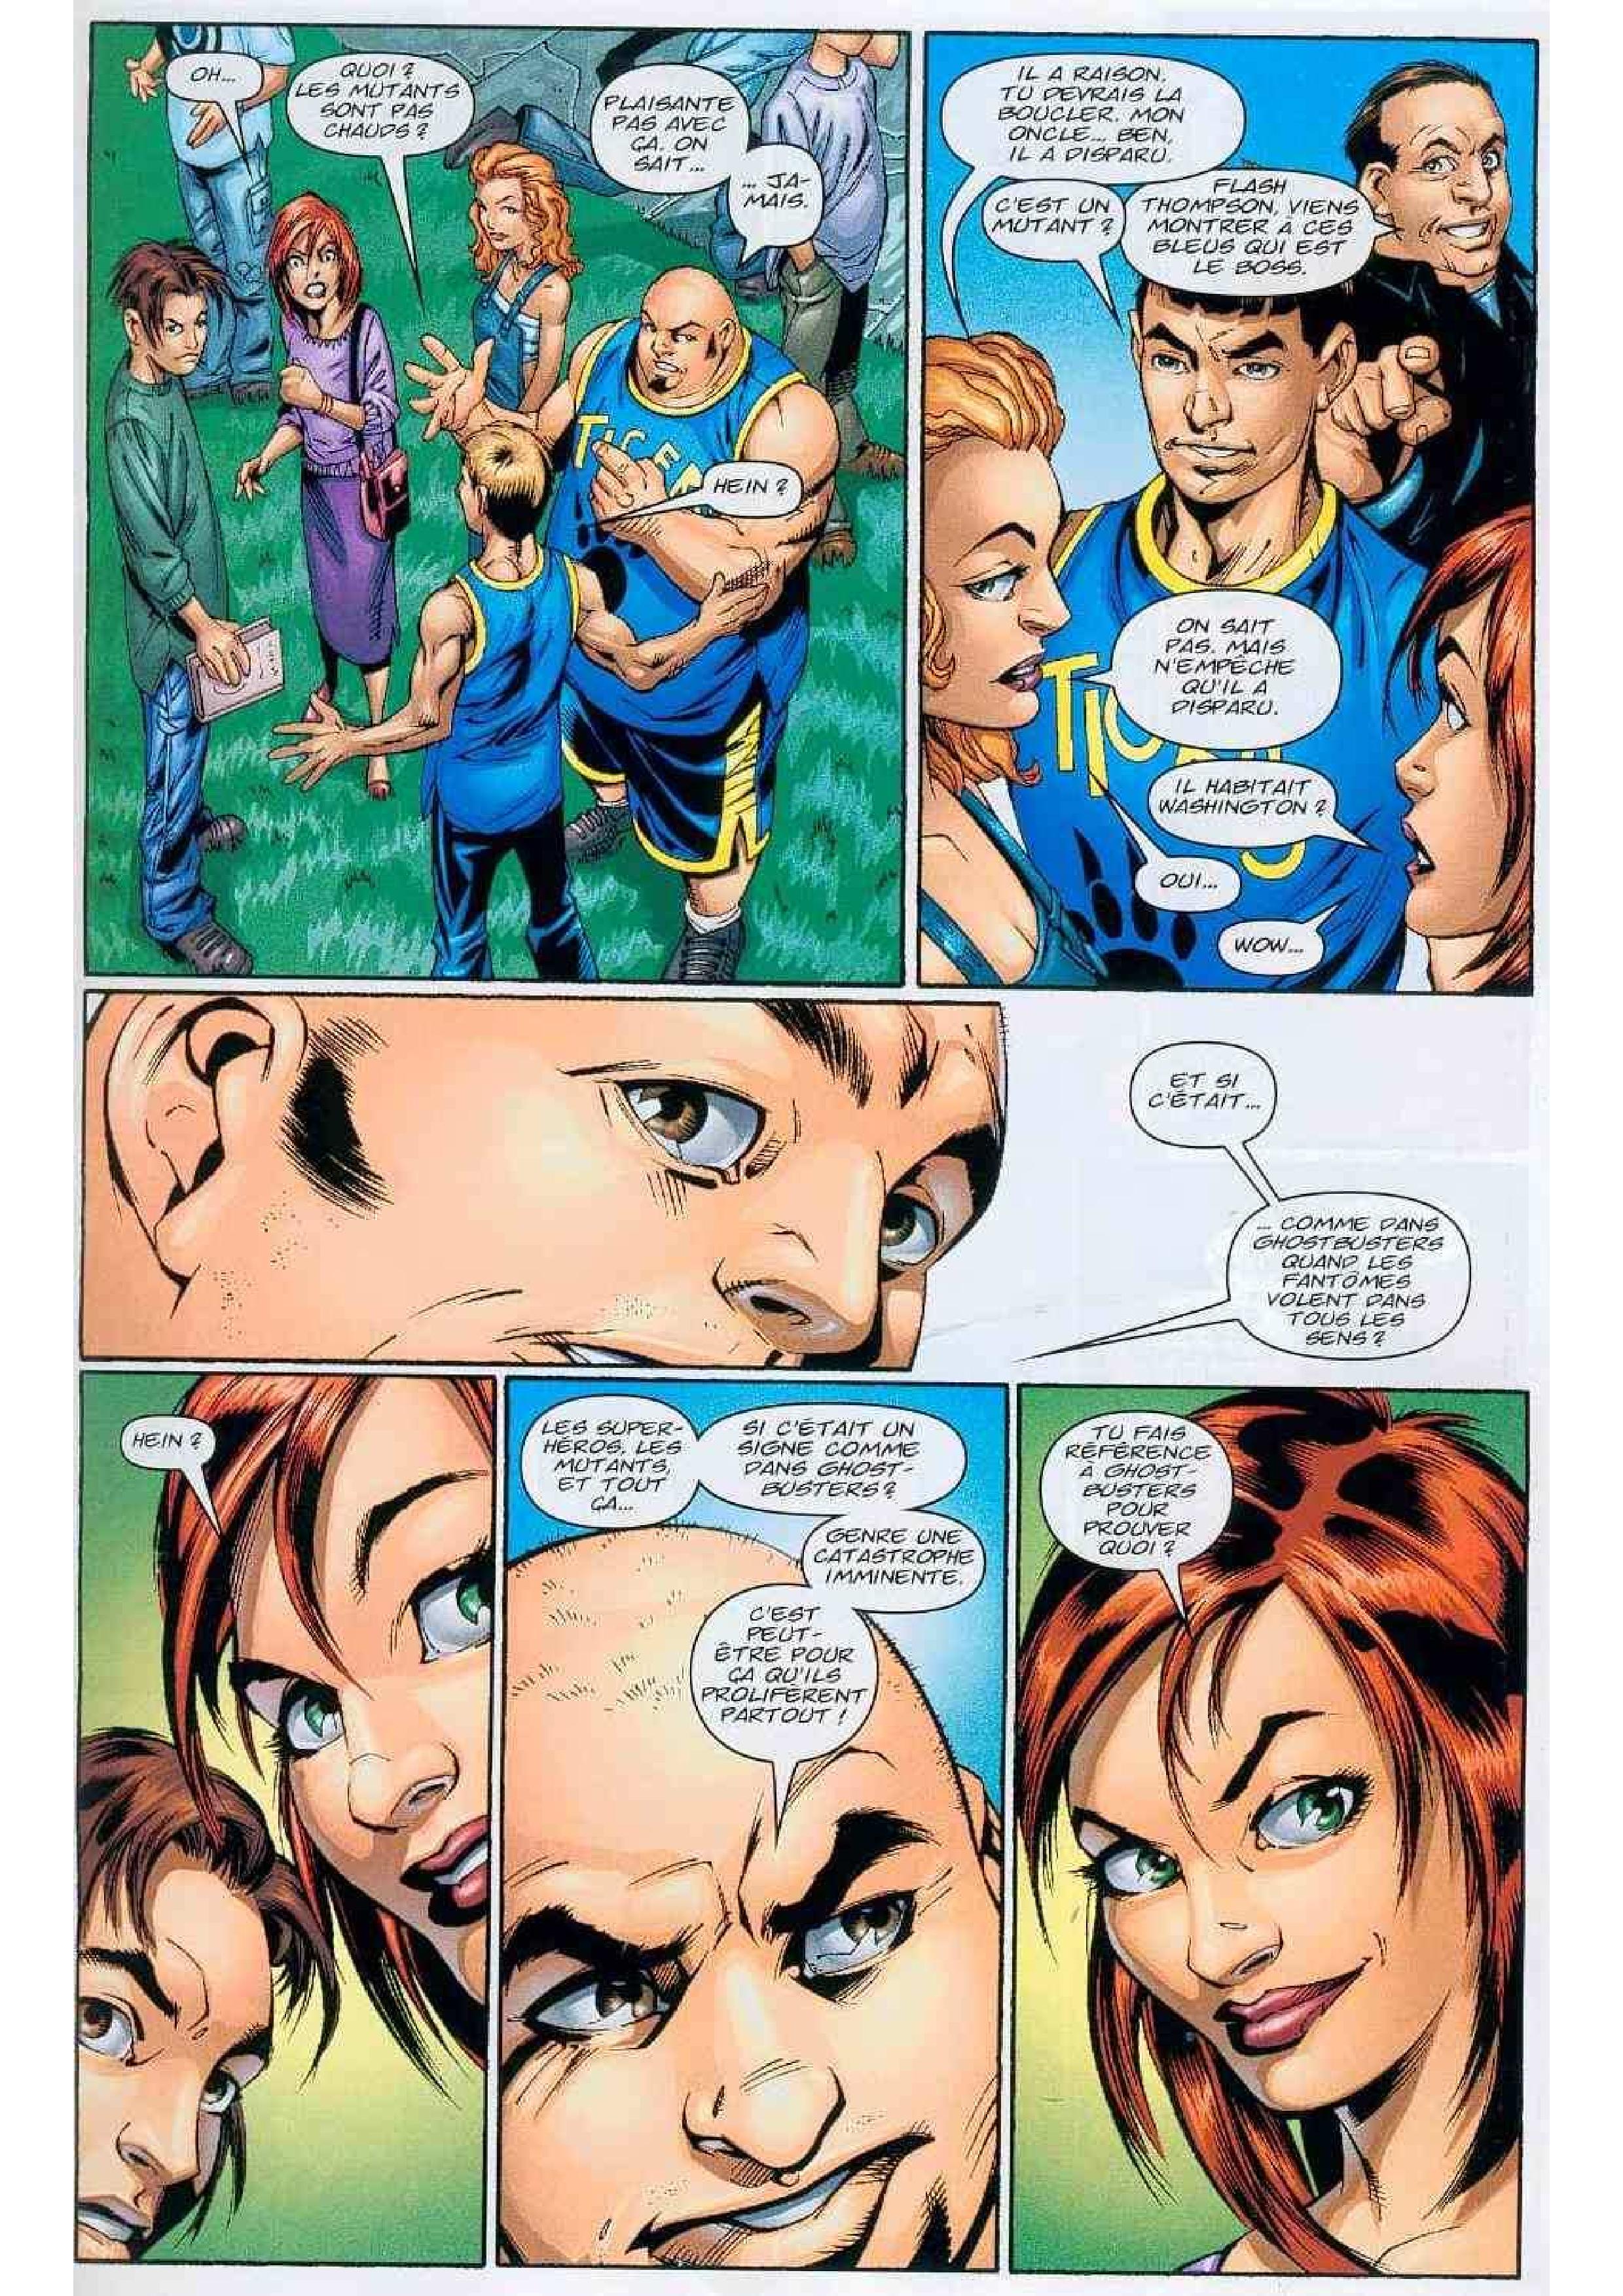 OH...
QUOI ?
LES MUTANTS
SONT PAS
CHAUDS ?
PLAISANTE
PAS AVEC
ÇA. ON
SAIT...
... JA-
MAIS.
HEIN ?
IL A RAISON.
TU DEVRAIS LA
BOUCLER. MON
ONCLE... BEN,
IL A DISPARU.
C'EST UN
MUTANT ?
FLASH
THOMPSON, VIENS
MONTRER À CES
BLEUS QUI EST
LE BOSS.
ON SAIT
PAS. MAIS
N'EMPÊCHE
QU'IL A
DISPARU.
IL HABITAIT
WASHINGTON ?
OUI...
WOW...
ET SI
C'ÉTAIT...
... COMME DANS
GHOSTBUSTERS
QUAND LES
FANTÔMES
VOLENT DANS
TOUS LES
SENS ?
HEIN ?
LES SUPER-
HÉROS, LES
MUTANTS,
ET TOUT
ÇA...
SI C'ÉTAIT UN
SIGNE COMME
DANS GHOST-
BUSTERS ?
GENRE UNE
CATASTROPHE
IMMINENTE.
C'EST
PEUT-
ÊTRE POUR
ÇA QU'ILS
PROLIFÈRENT
PARTOUT !
TU FAIS
RÉFÉRENCE
À GHOST-
BUSTERS
POUR
PROUVER
QUOI ?